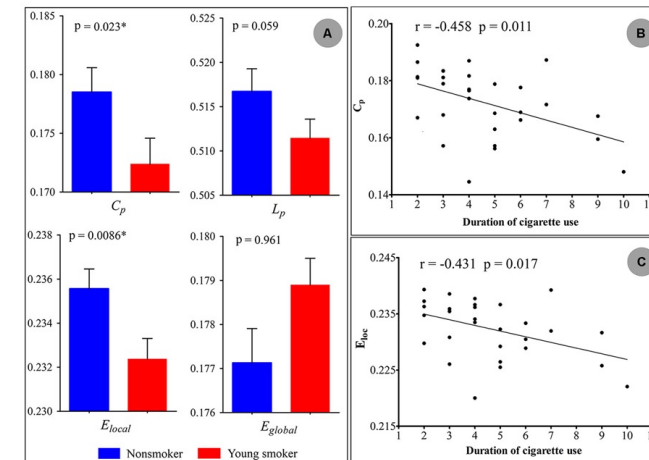 A
p = 0.023*
0.185
0.180
0.175
0.170
Cp
p = 0.059
0.525
0.520
0.515
0.510
0.505
Lp
p = 0.0086*
0.238
0.236
0.234
0.232
0.230
Elocal
p = 0.961
0.180
0.179
0.178
0.177
0.176
Eglobal
Nonsmoker Young smoker
B
r = -0.458 p = 0.011
0.20
0.18
0.16
0.14
Cp
1 2 3 4 5 6 7 8 9 10 11
Duration of cigarette use
C
r = -0.431 p = 0.017
0.245
0.235
0.225
0.215
Eloc
1 2 3 4 5 6 7 8 9 10 11
Duration of cigarette use